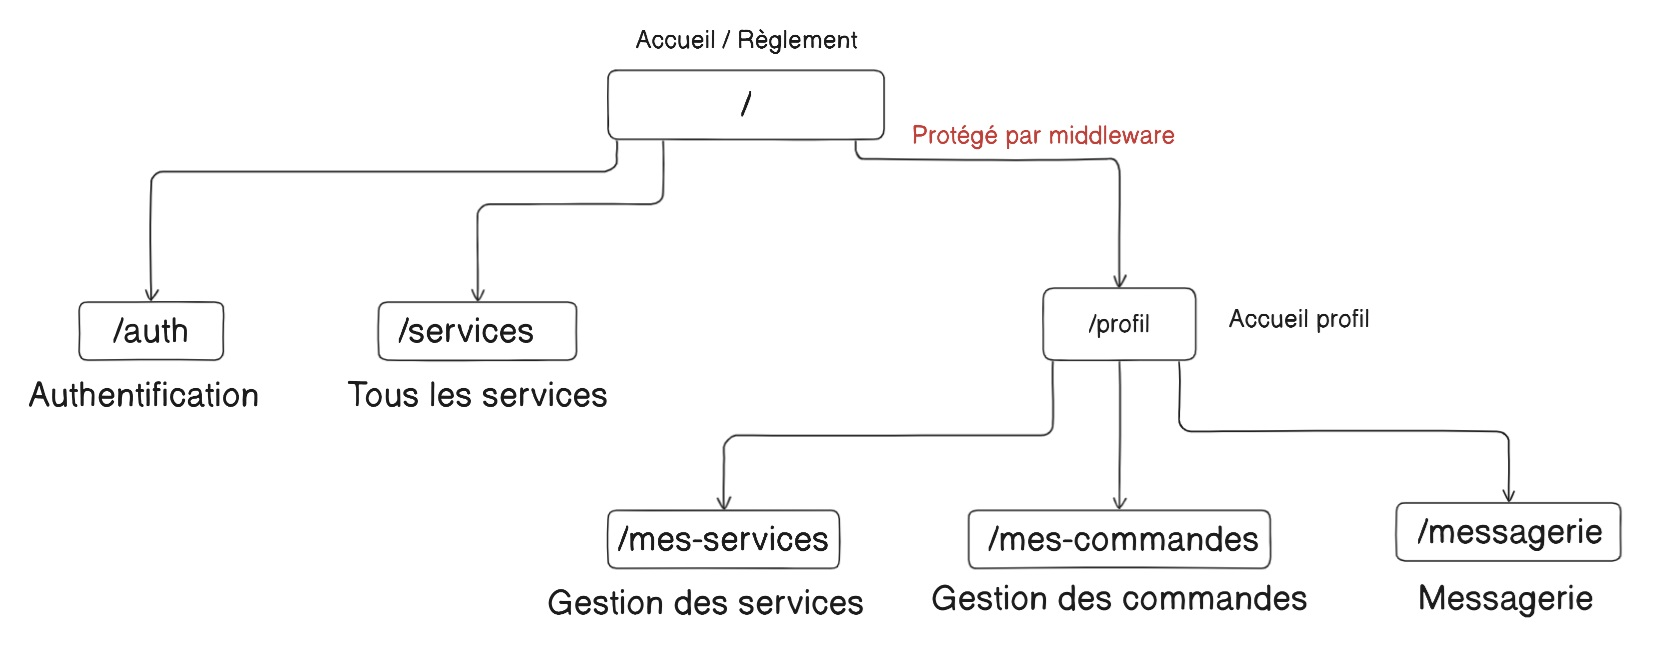 Accueil / Règlement
/
Protégé par middleware
/auth
Authentification
/services
Tous les services
/profil
Accueil profil
/mes-services
Gestion des services
/mes-commandes
Gestion des commandes
/messagerie
Messagerie